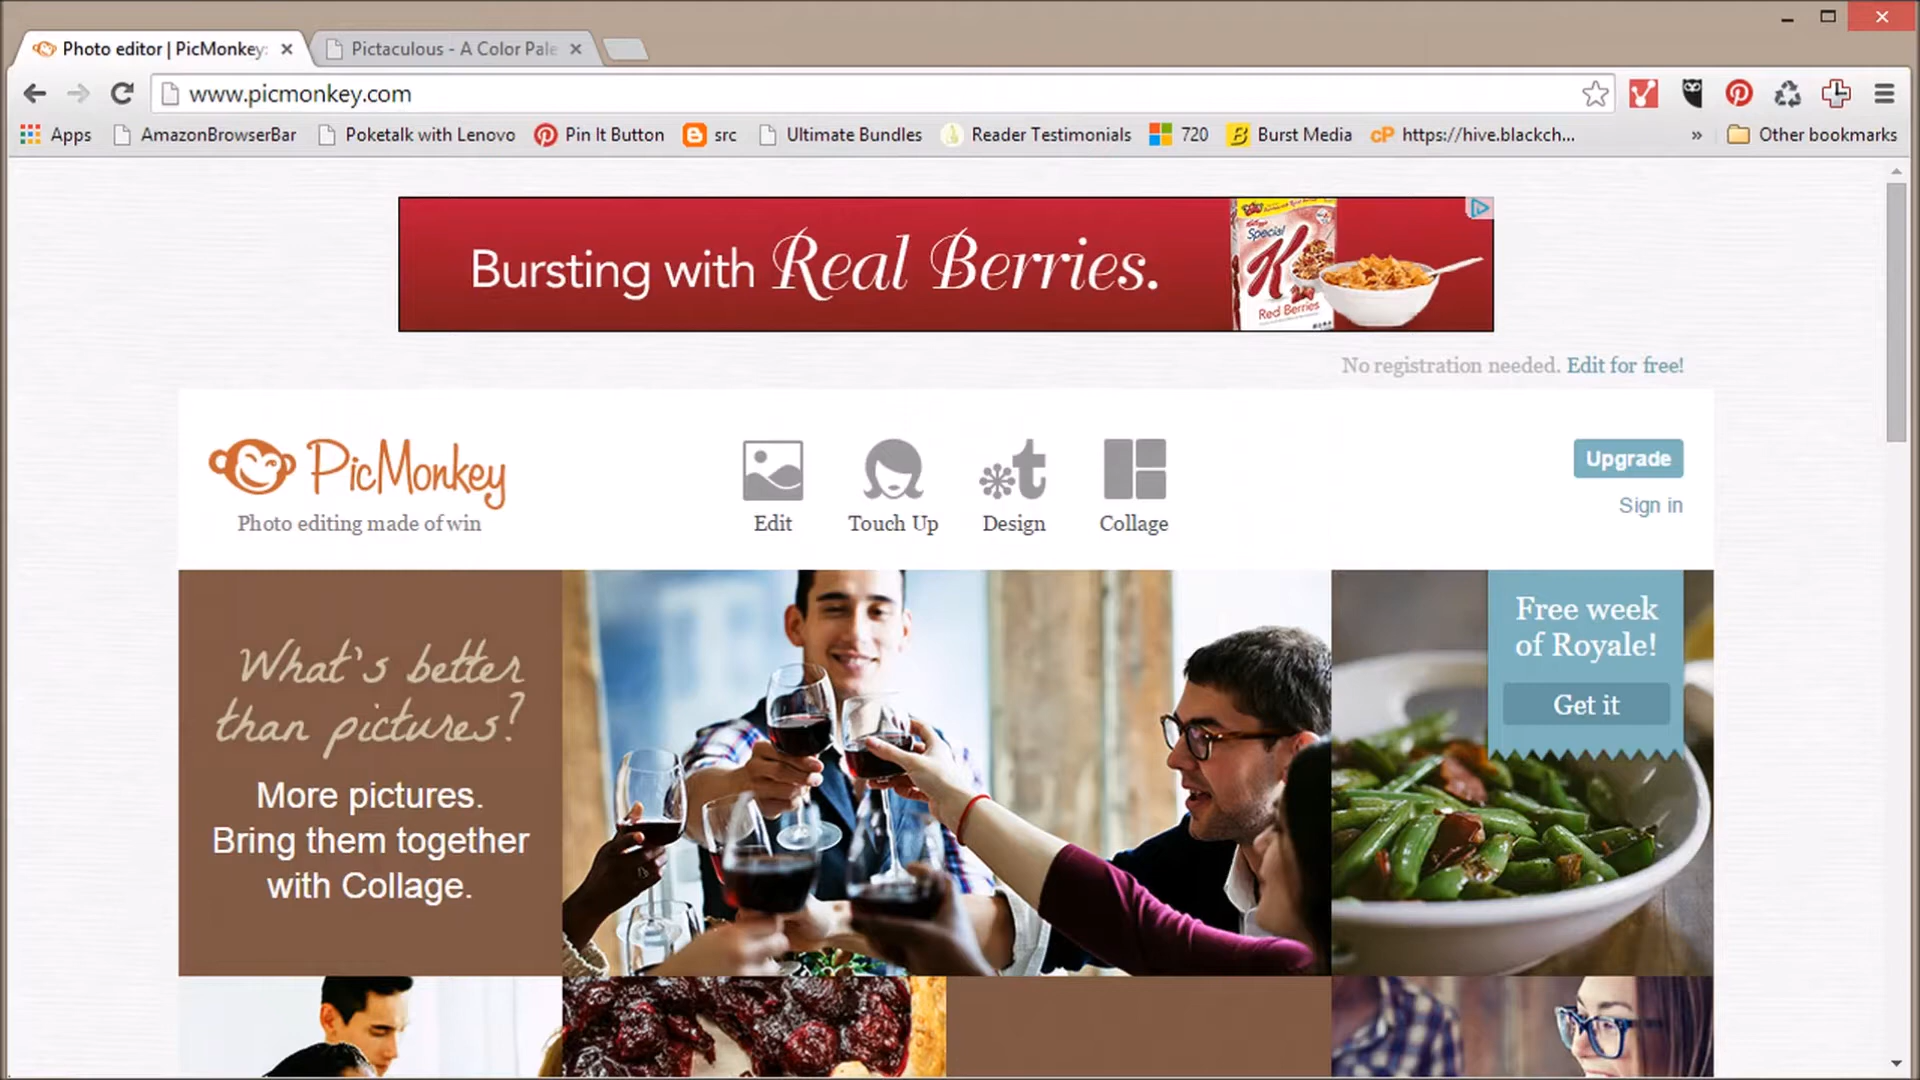 Photo editor | PicMonkey:
Pictaculous - A Color Pale
www.picmonkey.com
Apps AmazonBrowserBar Poketalk with Lenovo Pin It Button src Ultimate Bundles Reader Testimonials 720 Burst Media cP https://hive.blackch... » Other bookmarks
Bursting with Real Berries.
Special K
Red Berries
No registration needed. Edit for free!
PicMonkey
Photo editing made of win
Edit Touch Up Design Collage
Upgrade
Sign in
What's better
than pictures?
More pictures.
Bring them together
with Collage.
Free week
of Royale!
Get it